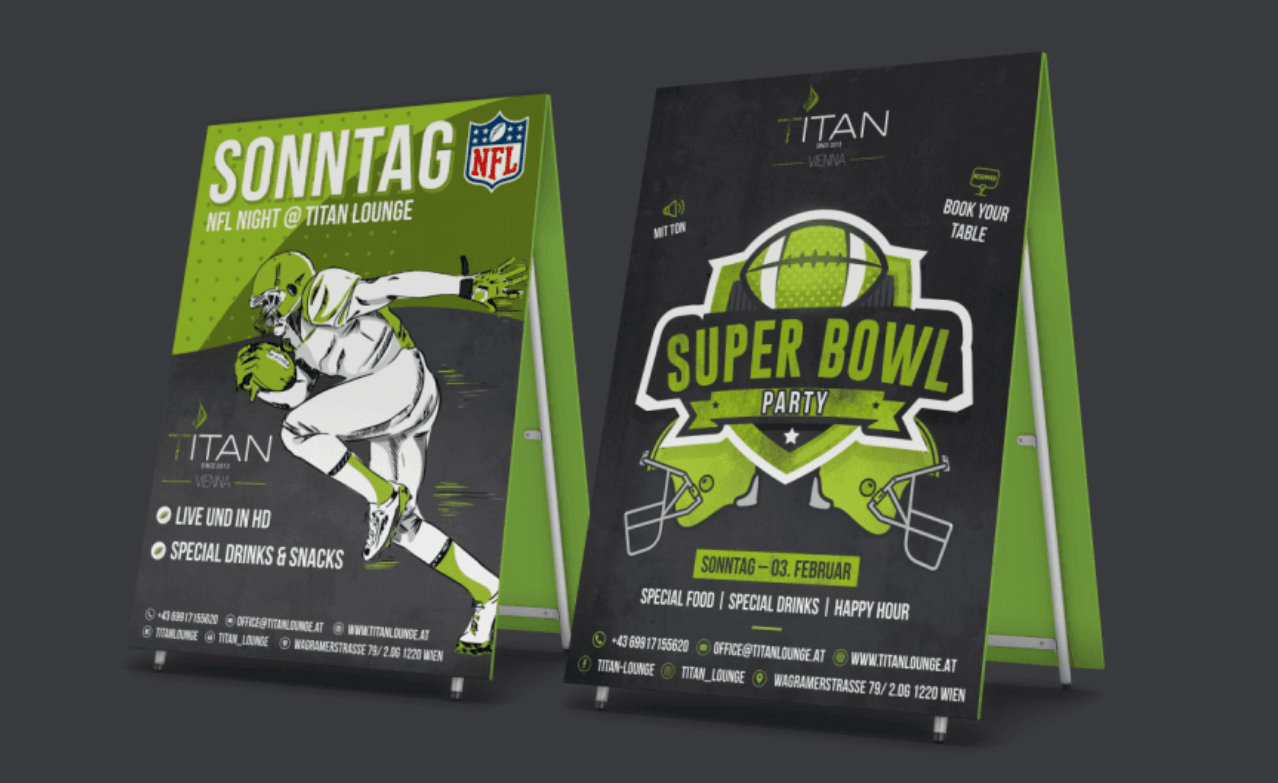 SONNTAG
NFL
NFL NIGHT @ TITAN LOUNGE
TITAN
SINCE 2013
VIENNA
LIVE UND IN HD
SPECIAL DRINKS & SNACKS
+43 69917155620 OFFICE@TITANLOUNGE.AT WWW.TITANLOUNGE.AT
TITANLOUNGE TITAN_LOUNGE WAGRAMERSTRASSE 79/ 2.OG 1220 WIEN
TITAN
SINCE 2013
VIENNA
MIT TON
RESERVED
BOOK YOUR
TABLE
SUPER BOWL
PARTY
SONNTAG – 03. FEBRUAR
SPECIAL FOOD | SPECIAL DRINKS | HAPPY HOUR
+43 69917155620 OFFICE@TITANLOUNGE.AT WWW.TITANLOUNGE.AT
TITAN-LOUNGE TITAN_LOUNGE WAGRAMERSTRASSE 79/ 2.OG 1220 WIEN